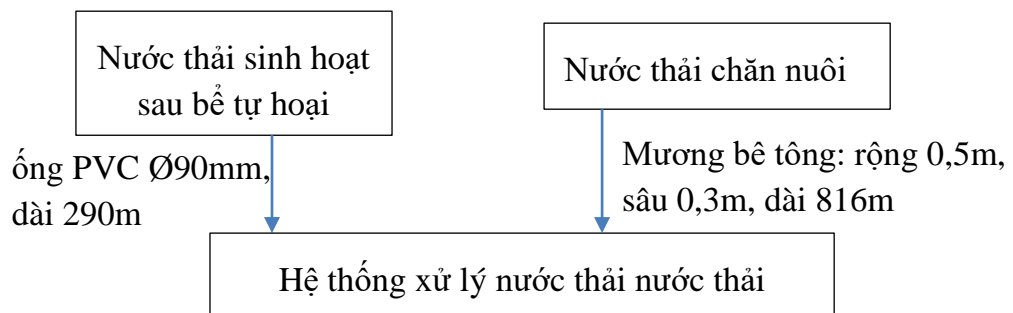 Nước thải sinh hoạt
sau bể tự hoại
Nước thải chăn nuôi
ống PVC Ø90mm,
dài 290m
Mương bê tông: rộng 0,5m,
sâu 0,3m, dài 816m
Hệ thống xử lý nước thải nước thải